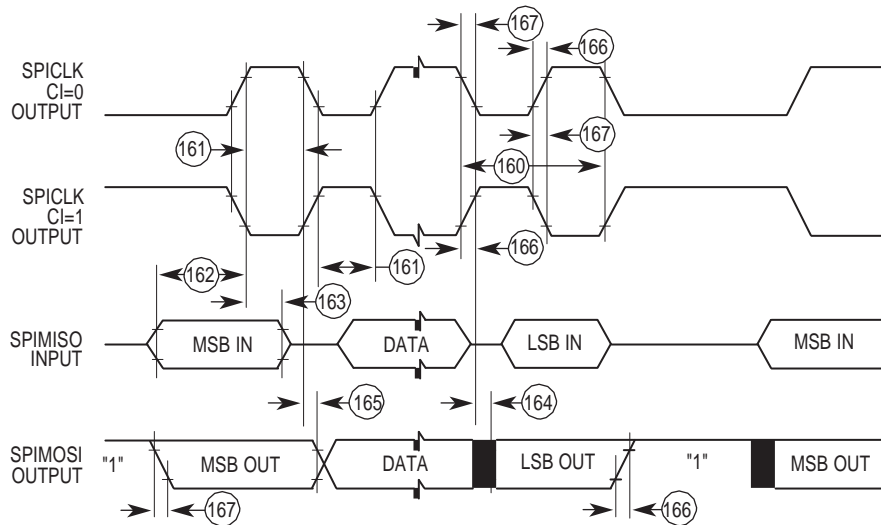 167
166
SPICLK
CI=0
OUTPUT
161
167
160
SPICLK
CI=1
OUTPUT
166
162
161
163
SPIMISO
INPUT
MSB IN
DATA
LSB IN
MSB IN
165
164
SPIMOSI
OUTPUT
"1"
MSB OUT
DATA
LSB OUT
"1"
MSB OUT
167
166